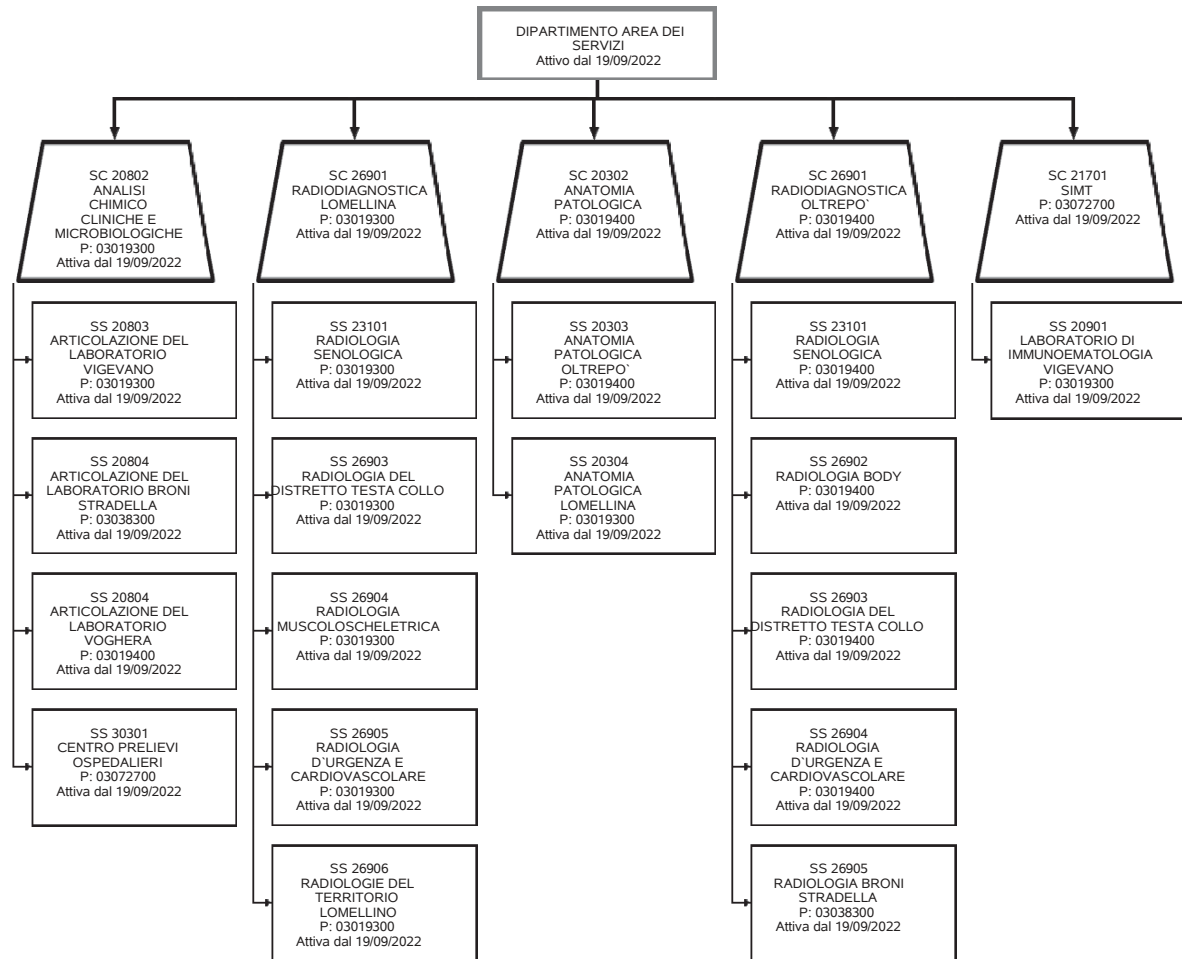 DIPARTIMENTO AREA DEI
SERVIZI
Attivo dal 19/09/2022
SC 20802
ANALISI
CHIMICO
CLINICHE E
MICROBIOLOGICHE
P: 03019300
Attiva dal 19/09/2022
SC 26901
RADIODIAGNOSTICA
LOMELLINA
P: 03019300
Attiva dal 19/09/2022
SC 20302
ANATOMIA
PATOLOGICA
P: 03019400
Attiva dal 19/09/2022
SC 26901
RADIODIAGNOSTICA
OLTREPO`
P: 03019400
Attiva dal 19/09/2022
SC 21701
SIMT
P: 03072700
Attiva dal 19/09/2022
SS 20803
ARTICOLAZIONE DEL
LABORATORIO
VIGEVANO
P: 03019300
Attiva dal 19/09/2022
SS 23101
RADIOLOGIA
SENOLOGICA
P: 03019300
Attiva dal 19/09/2022
SS 20303
ANATOMIA
PATOLOGICA
OLTREPO`
P: 03019400
Attiva dal 19/09/2022
SS 23101
RADIOLOGIA
SENOLOGICA
P: 03019400
Attiva dal 19/09/2022
SS 20901
LABORATORIO DI
IMMUNOEMATOLOGIA
VIGEVANO
P: 03019300
Attiva dal 19/09/2022
SS 20804
ARTICOLAZIONE DEL
LABORATORIO BRONI
STRADELLA
P: 03038300
Attiva dal 19/09/2022
SS 26903
RADIOLOGIA DEL
DISTRETTO TESTA COLLO
P: 03019300
Attiva dal 19/09/2022
SS 20304
ANATOMIA
PATOLOGICA
LOMELLINA
P: 03019300
Attiva dal 19/09/2022
SS 26902
RADIOLOGIA BODY
P: 03019400
Attiva dal 19/09/2022
SS 20804
ARTICOLAZIONE DEL
LABORATORIO
VOGHERA
P: 03019400
Attiva dal 19/09/2022
SS 26904
RADIOLOGIA
MUSCOLOSCHELETRICA
P: 03019300
Attiva dal 19/09/2022
SS 26903
RADIOLOGIA DEL
DISTRETTO TESTA COLLO
P: 03019400
Attiva dal 19/09/2022
SS 30301
CENTRO PRELIEVI
OSPEDALIERI
P: 03072700
Attiva dal 19/09/2022
SS 26905
RADIOLOGIA
D`URGENZA E
CARDIOVASCOLARE
P: 03019300
Attiva dal 19/09/2022
SS 26904
RADIOLOGIA
D`URGENZA E
CARDIOVASCOLARE
P: 03019400
Attiva dal 19/09/2022
SS 26906
RADIOLOGIE DEL
TERRITORIO
LOMELLINO
P: 03019300
Attiva dal 19/09/2022
SS 26905
RADIOLOGIA BRONI
STRADELLA
P: 03038300
Attiva dal 19/09/2022